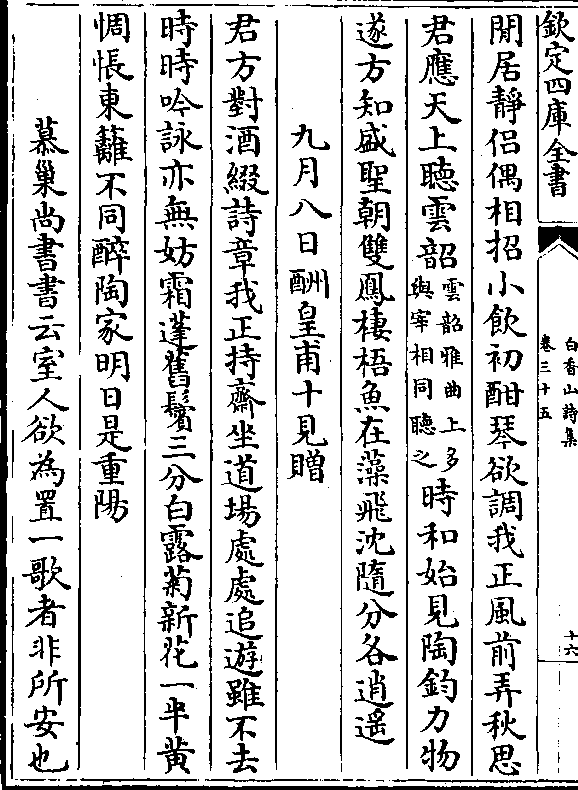 欽定四庫全書
白香山詩集
卷三十五
十六
閒居靜侶偶相招小飲初酣琴欲調我正風前弄秋思
君應天上聽雲韶雲韶雅曲上多與宰相同聽之時和始見陶鈞力物
遂方知盛聖朝雙鳳棲梧魚在藻飛沈隨分各逍遙
九月八日酬皇甫十見贈
君方對酒綴詩章我正持齋坐道場處處追遊雖不去
時時吟詠亦無妨霜蓬舊鬢三分白露菊新花一半黄
惆悵東籬不同醉陶家明日是重陽
慕巢尚書書云室人欲為置一歌者非所安也